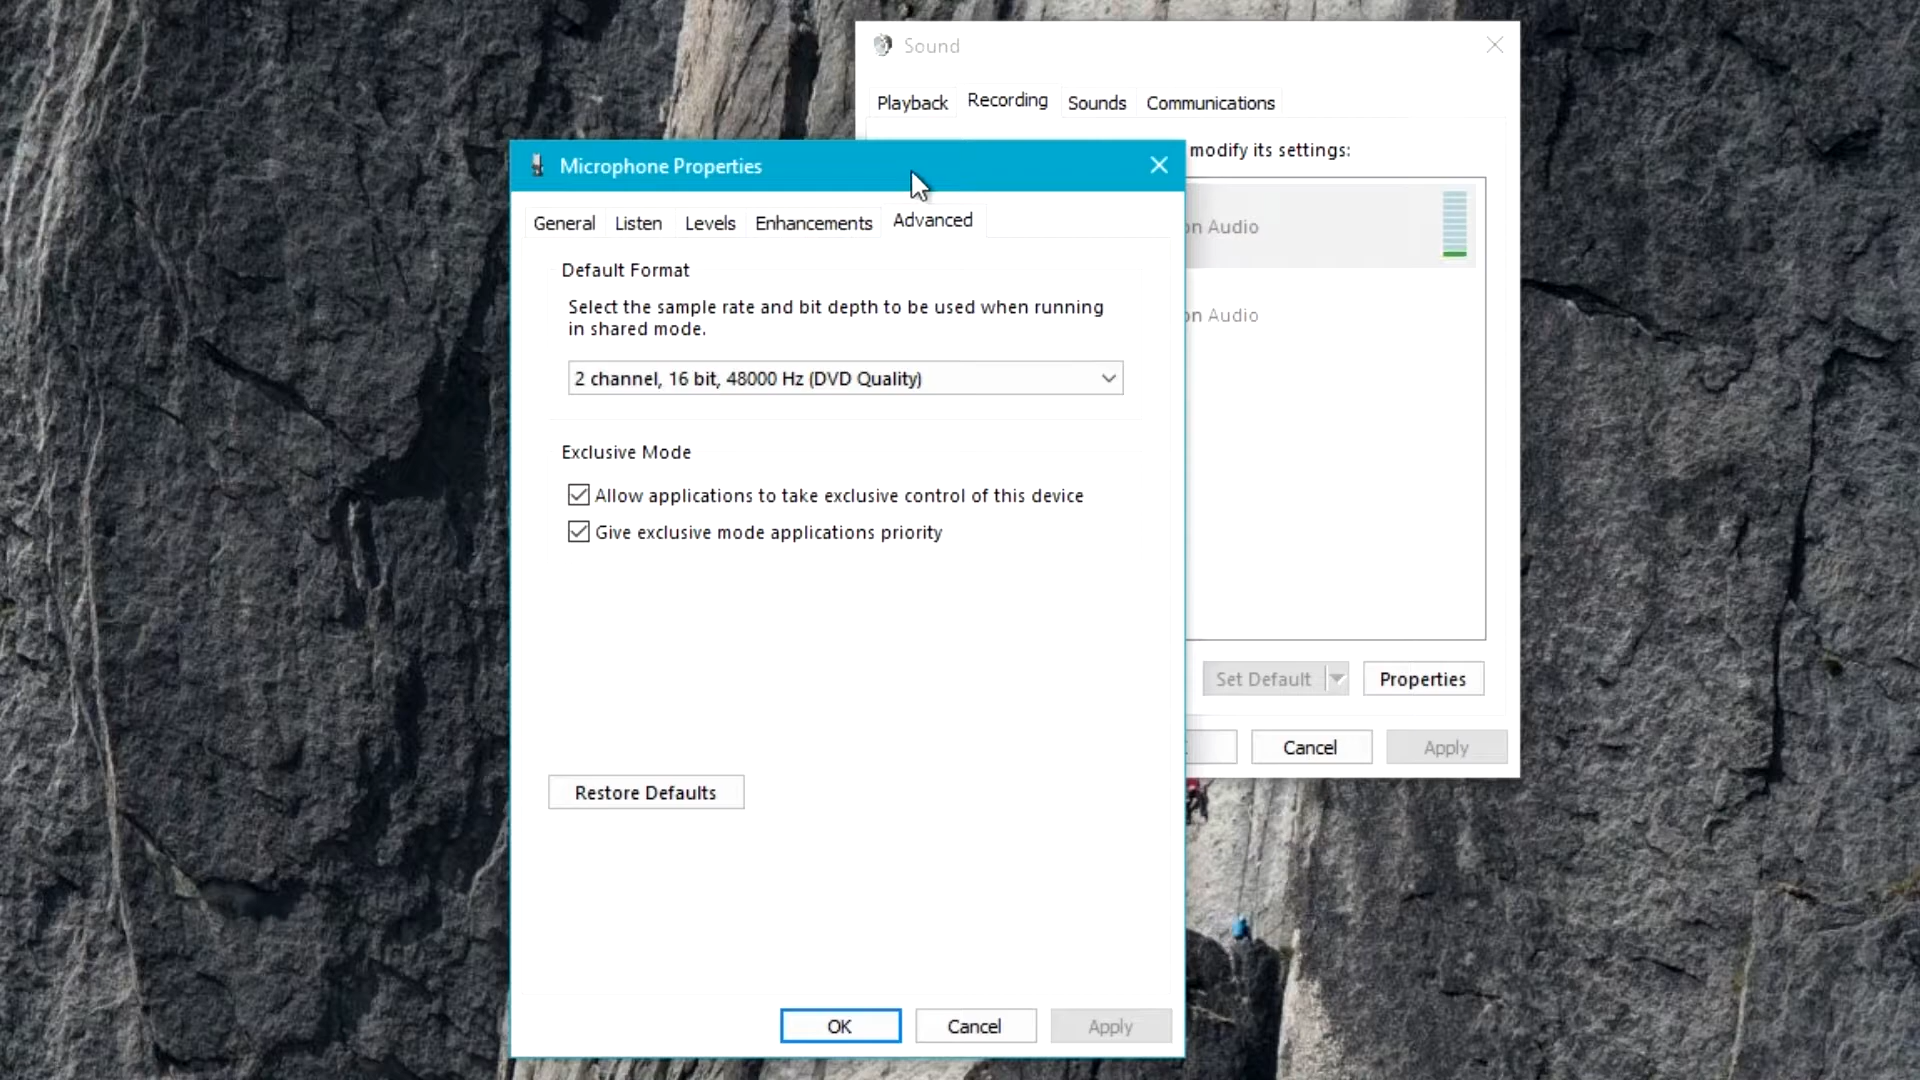 Sound
Playback
Recording
Sounds
Communications
modify its settings:
Audio
Audio
Set Default
Properties
Cancel
Apply
Microphone Properties
General
Listen
Levels
Enhancements
Advanced
Default Format
Select the sample rate and bit depth to be used when running
in shared mode.
2 channel, 16 bit, 48000 Hz (DVD Quality)
Exclusive Mode
Allow applications to take exclusive control of this device
Give exclusive mode applications priority
Restore Defaults
OK
Cancel
Apply